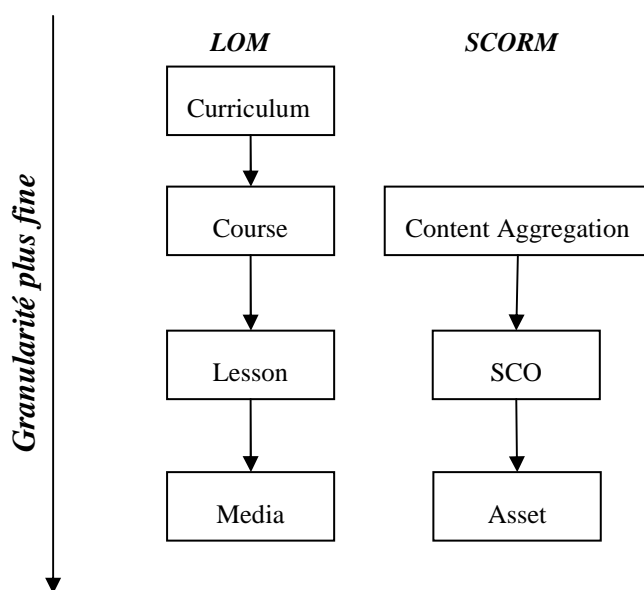 LOM SCORM
Curriculum
Course Content Aggregation
Lesson SCO
Media Asset
Granularité plus fine